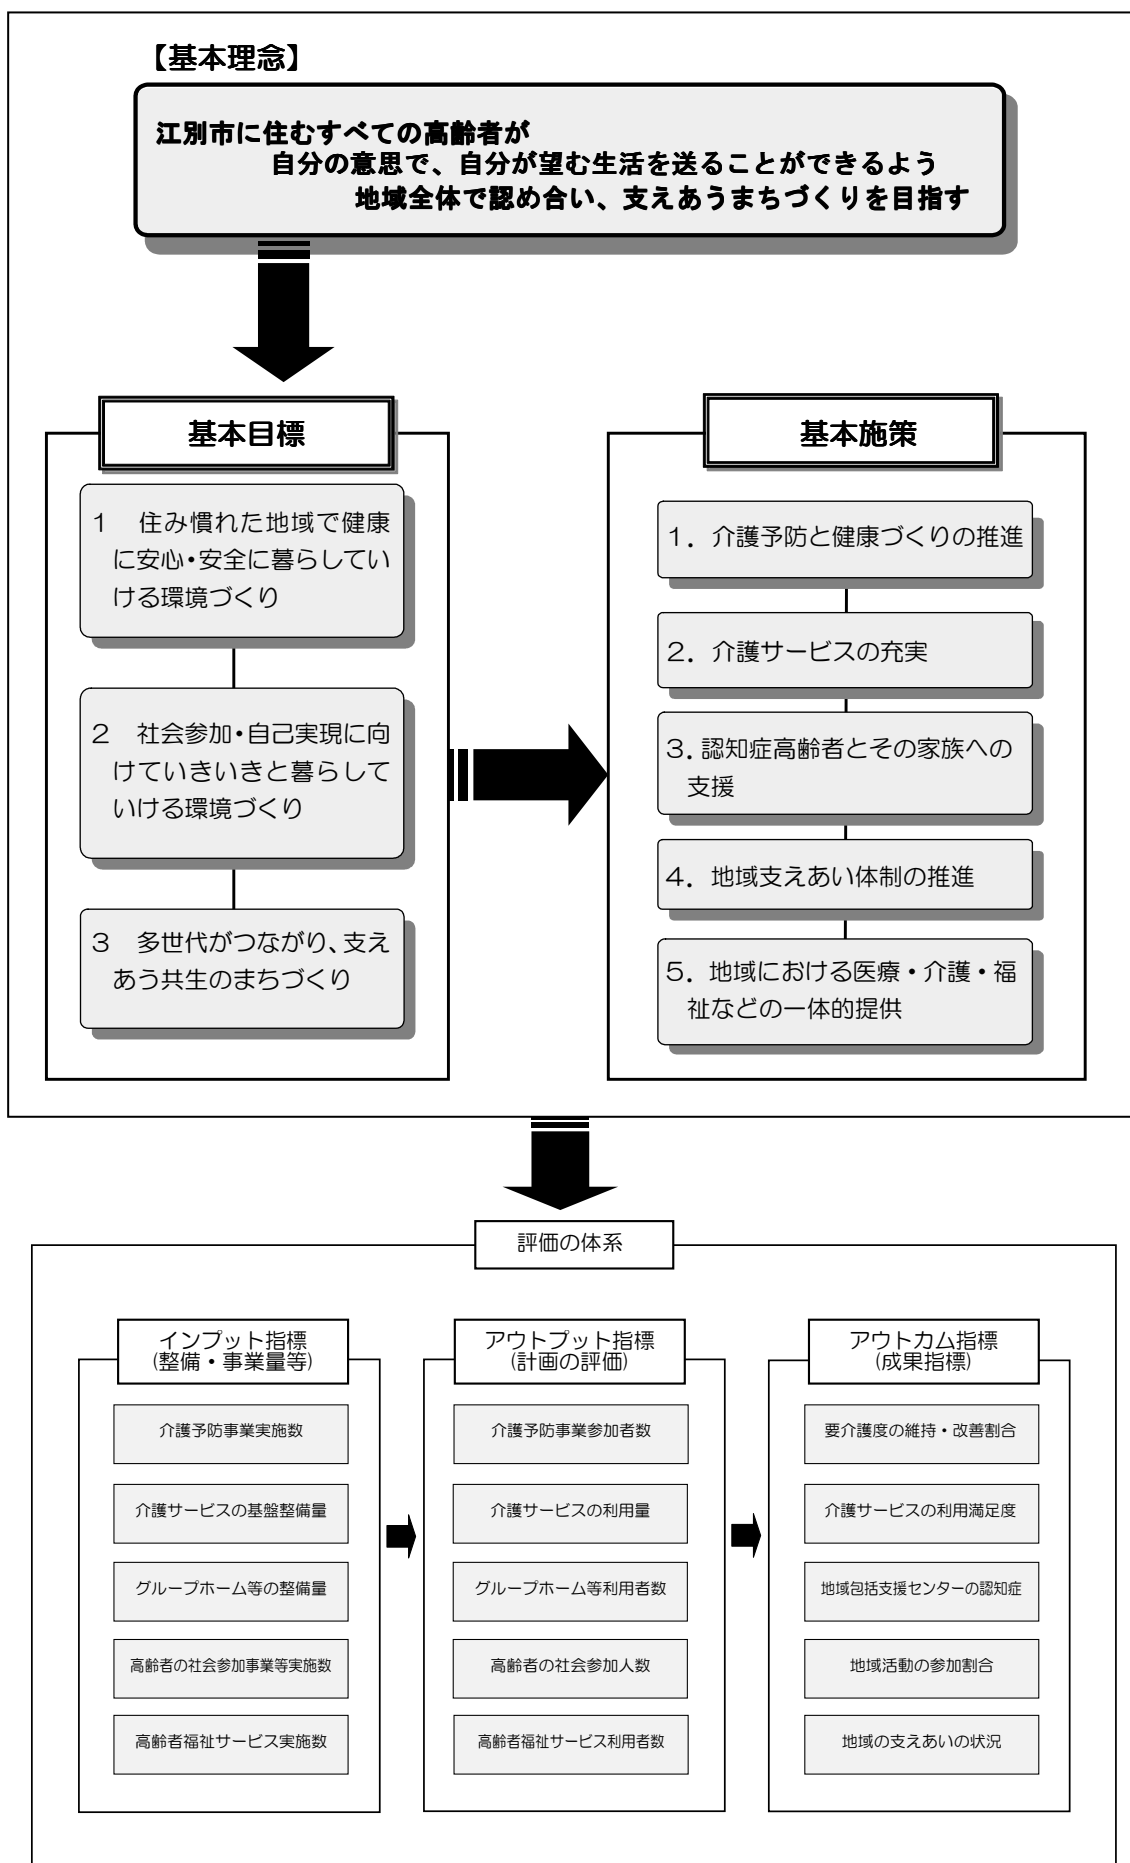 【基本理念】
江別市に住むすべての高齢者が
自分の意思で、自分が望む生活を送ることができるよう
地域全体で認め合い、支えあうまちづくりを目指す
基本目標
1　住み慣れた地域で健康
に安心・安全に暮らしてい
ける環境づくり
2　社会参加・自己実現に向
けていきいきと暮らして
いける環境づくり
3　多世代がつながり、支え
あう共生のまちづくり
基本施策
1．介護予防と健康づくりの推進
2．介護サービスの充実
3．認知症高齢者とその家族への
支援
4．地域支えあい体制の推進
5．地域における医療・介護・福
祉などの一体的提供
評価の体系
インプット指標
(整備・事業量等)
介護予防事業実施数
介護サービスの基盤整備量
グループホーム等の整備量
高齢者の社会参加事業等実施数
高齢者福祉サービス実施数
アウトプット指標
(計画の評価)
介護予防事業参加者数
介護サービスの利用量
グループホーム等利用者数
高齢者の社会参加人数
高齢者福祉サービス利用者数
アウトカム指標
(成果指標)
要介護度の維持・改善割合
介護サービスの利用満足度
地域包括支援センターの認知症
地域活動の参加割合
地域の支えあいの状況